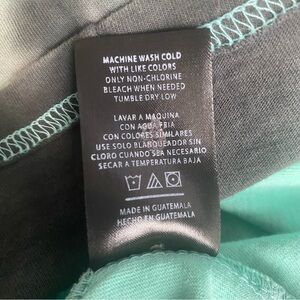 MACHINE WASH COLD
WITH LIKE COLORS
ONLY NON-CHLORINE
BLEACH WHEN NEEDED
TUMBLE DRY LOW
LAVAR A MAQUINA
CON AGUA FRIA
CON COLORES SIMILARES
USE SOLO BLANQUEADOR SIN
CLORO CUANDO SEA NECESARIO
SECAR A TEMPERATURA BAJA
MADE IN GUATEMALA
HECHO EN GUATEMALA